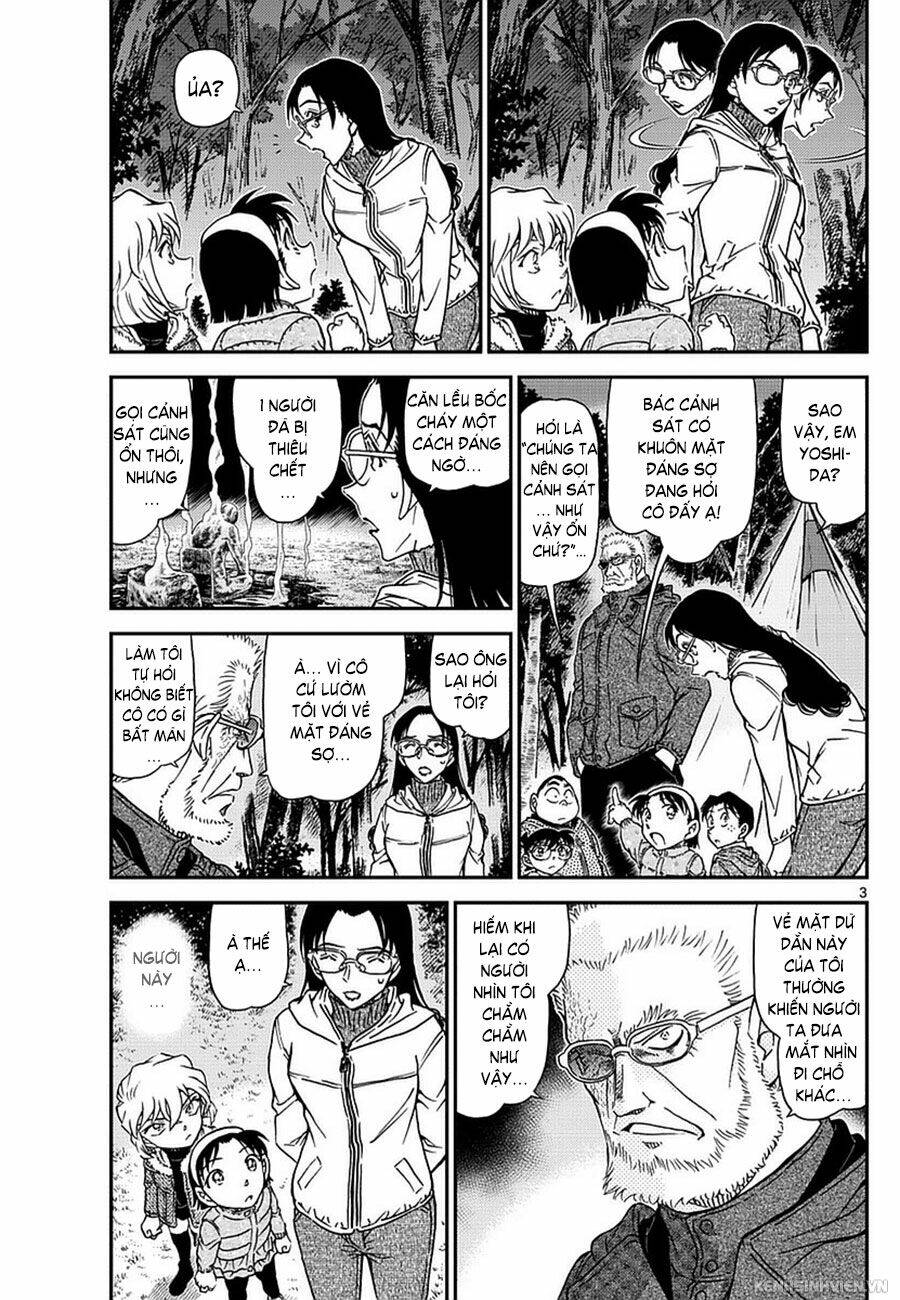 ỦA?
SAO
VẬY, EM
YOSHI-
DA?
BÁC CẢNH
SÁT CÓ
KHUÔN MẶT
ĐÁNG SỢ
ĐANG HỎI
CÔ ĐẤY Ạ!
HỎI LÀ
"CHÚNG TA
NÊN GỌI
CẢNH SÁT
... NHƯ
VẬY ỔN
CHỨ?"...
CĂN LỀU BỐC
CHÁY MỘT
CÁCH ĐÁNG
NGỜ...
1 NGƯỜI
ĐÃ BỊ
THIÊU
CHẾT
GỌI CẢNH
SÁT CŨNG
ỔN THÔI,
NHƯNG
...
SAO ÔNG
LẠI HỎI
TÔI?
À... VÌ CÔ
CỨ LƯỜM
TÔI VỚI VẺ
MẶT ĐÁNG
SỢ...
LÀM TÔI
TỰ HỎI
KHÔNG BIẾT
CÔ CÓ GÌ
BẤT MÃN
...
3
VẺ MẶT DỮ
DẰN NÀY
CỦA TÔI
THƯỜNG
KHIẾN NGƯỜI
TA ĐƯA
MẮT NHÌN
ĐI CHỖ
KHÁC...
HIẾM KHI
LẠI CÓ
NGƯỜI
NHÌN TÔI
CHẰM
CHẰM
NHƯ
VẬY...
À THẾ
Ạ...
NGƯỜI
NÀY
...
KENHSINHVIEN.VN